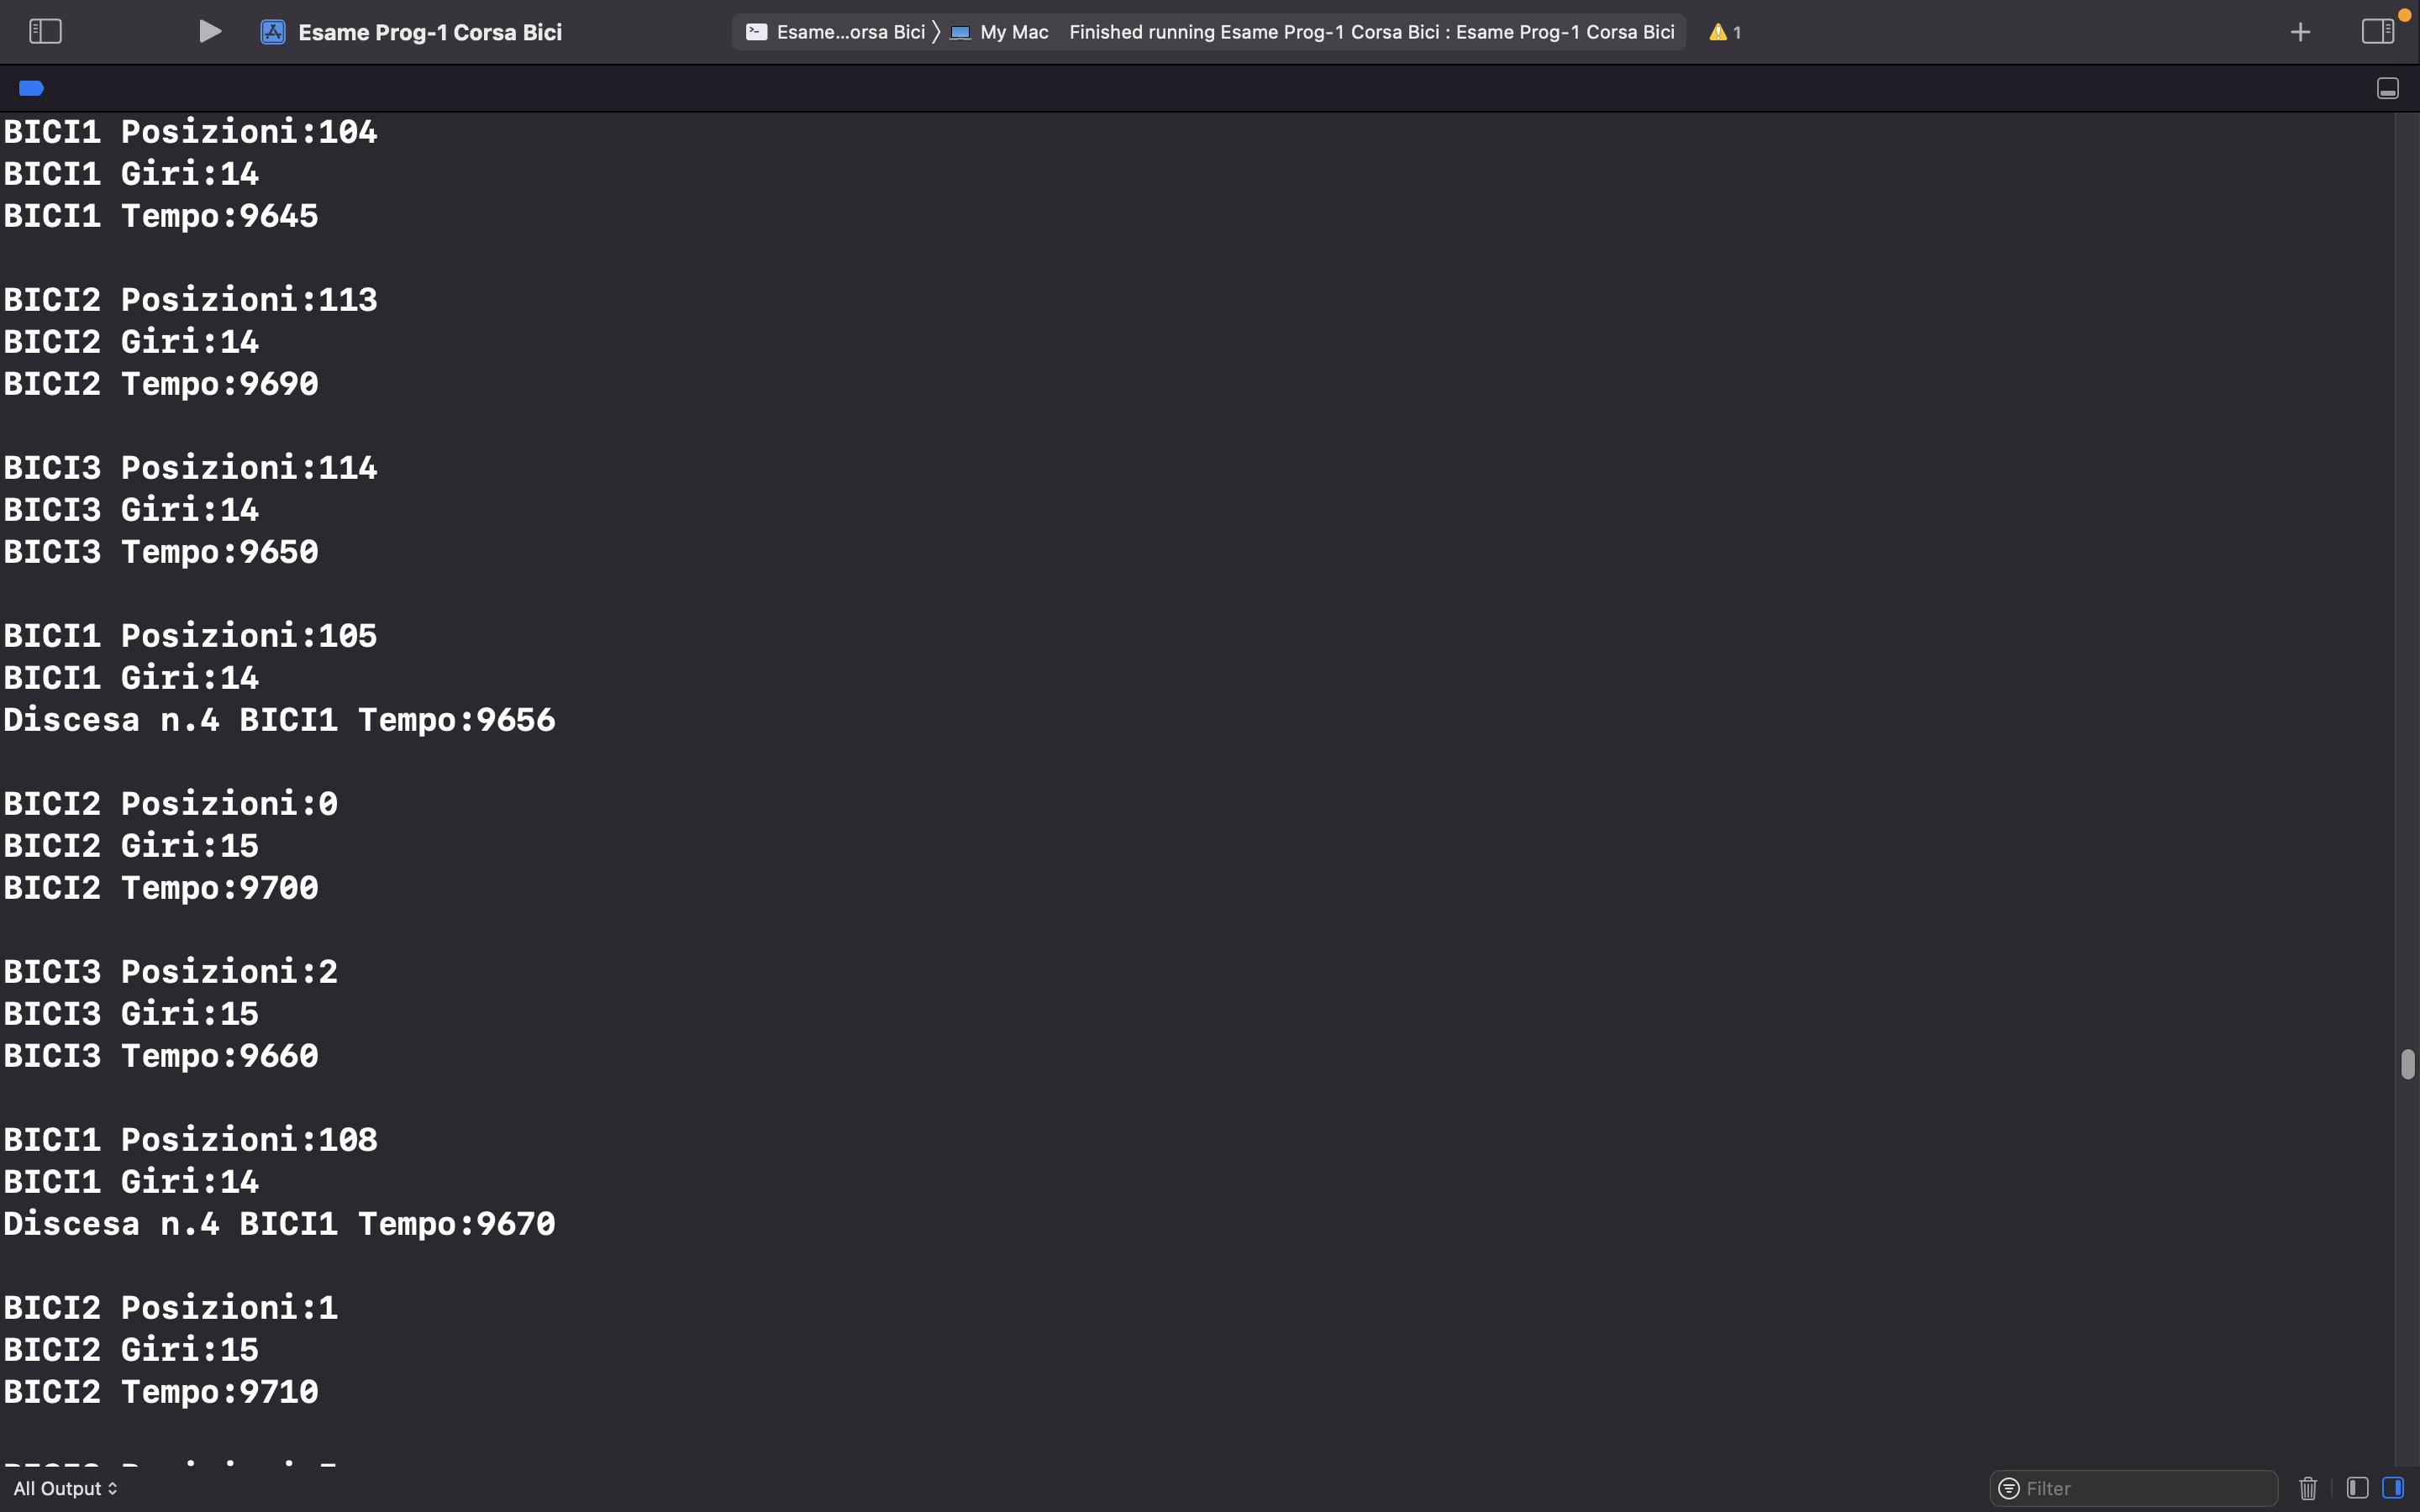 Esame Prog-1 Corsa Bici
Esame...orsa Bici
My Mac
Finished running Esame Prog-1 Corsa Bici : Esame Prog-1 Corsa Bici
1
BICI1 Posizioni:104
BICI1 Giri:14
BICI1 Tempo:9645
BICI2 Posizioni:113
BICI2 Giri:14
BICI2 Tempo:9690
BICI3 Posizioni:114
BICI3 Giri:14
BICI3 Tempo:9650
BICI1 Posizioni:105
BICI1 Giri:14
Discesa n.4 BICI1 Tempo:9656
BICI2 Posizioni:0
BICI2 Giri:15
BICI2 Tempo:9700
BICI3 Posizioni:2
BICI3 Giri:15
BICI3 Tempo:9660
BICI1 Posizioni:108
BICI1 Giri:14
Discesa n.4 BICI1 Tempo:9670
BICI2 Posizioni:1
BICI2 Giri:15
BICI2 Tempo:9710
All Output
Filter